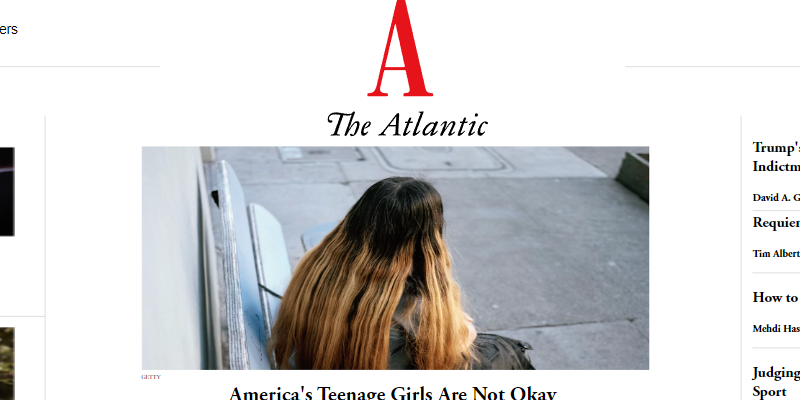 ers
A
The Atlantic
GETTY
America's Teenage Girls Are Not Okay
Trump's
Indictm
David A. G
Requien
Tim Albert
How to
Mehdi Has
Judging
Sport